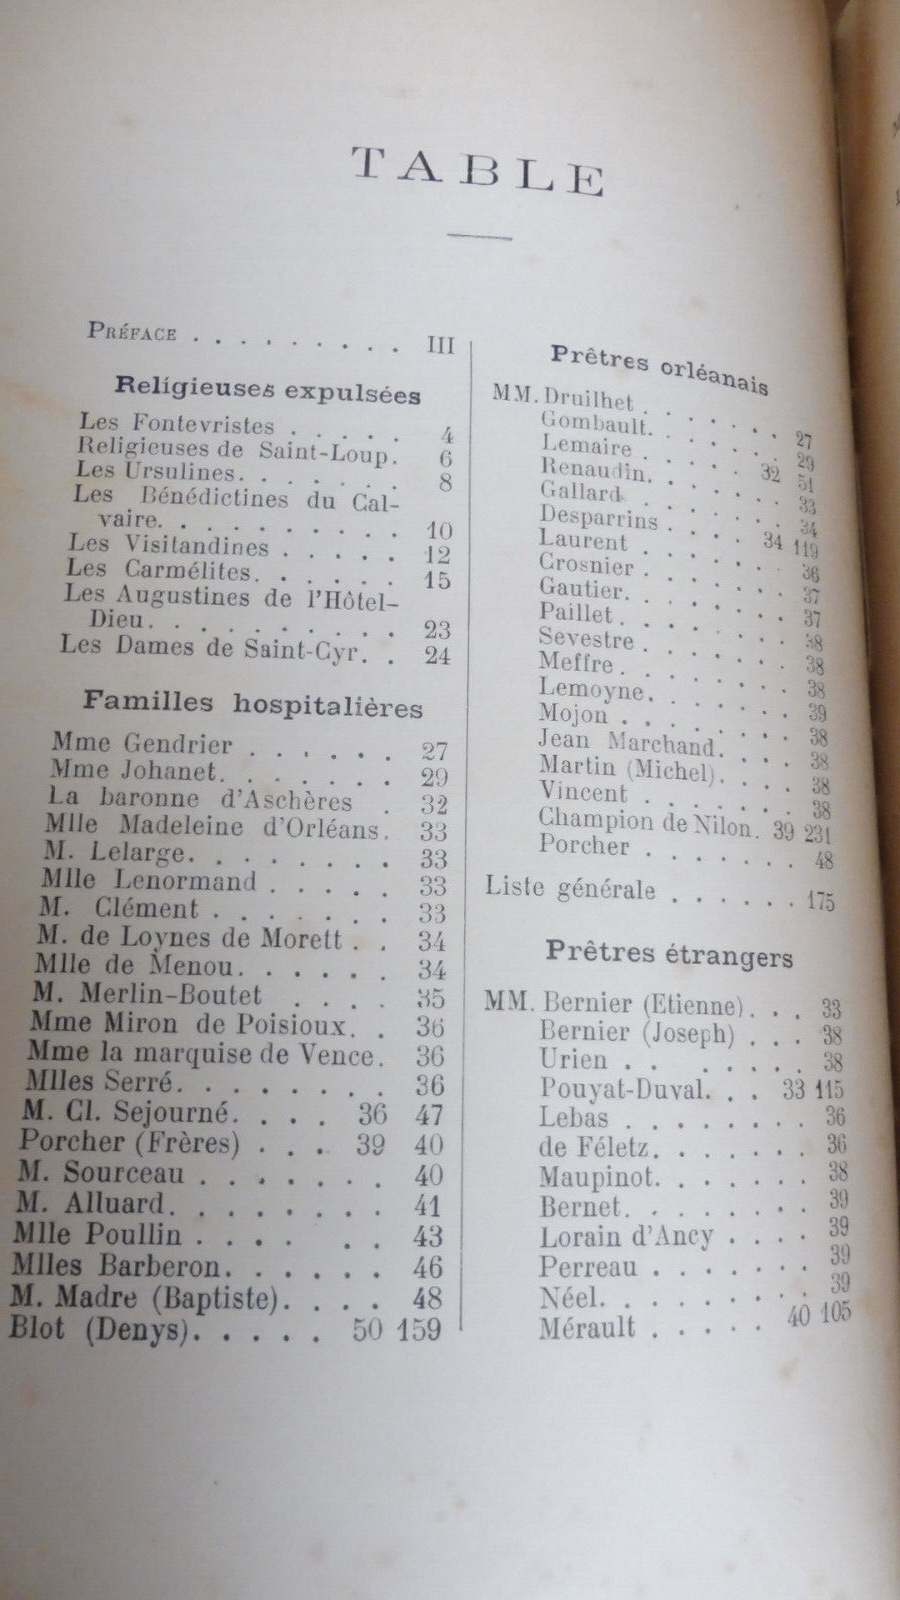 TABLE
PRÉFACE . . . . . . . . . III
Religieuses expulsées
Les Fontevristes . . . . . 4
Religieuses de Saint-Loup. 6
Les Ursulines. . . . . . . 8
Les Bénédictines du Cal-
vaire. . . . . . . . . . 10
Les Visitandines . . . . . 12
Les Carmélites. . . . . . 15
Les Augustines de l'Hôtel-
Dieu. . . . . . . . . . 23
Les Dames de Saint-Cyr. . 24
Familles hospitalières
Mme Gendrier . . . . . . 27
Mme Johanet. . . . . . . 29
La baronne d'Aschères . 32
Mlle Madeleine d'Orléans. 33
M. Lelarge. . . . . . . . 33
Mlle Lenormand . . . . . 33
M. Clément . . . . . . . 33
M. de Loynes de Morett . . 34
Mlle de Menou. . . . . . 34
M. Merlin-Boutet . . . . 35
Mme Miron de Poisioux. . 36
Mme la marquise de Vence. 36
Mlles Serré. . . . . . . . 36
M. Cl. Sejourné. . . . 36 47
Porcher (Frères) . . . 39 40
M. Sourceau . . . . . . . 40
M. Alluard. . . . . . . . 41
Mlle Poullin . . . . . . 43
Mlles Barberon. . . . . . 46
M. Madre (Baptiste). . . . 48
Blot (Denys). . . . . 50 159
Prêtres orléanais
MM. Druilhet . . . . . . 27
Gombault. . . . . . 29
Lemaire . . . . . 32 51
Renaudin. . . . . . 33
Gallard . . . . . . 34
Desparrins . . . . 34 119
Laurent . . . . . . 36
Crosnier . . . . . . 37
Gautier. . . . . . . 37
Paillet. . . . . . . 38
Sevestre . . . . . . 38
Meffre. . . . . . . 38
Lemoyne. . . . . . 39
Mojon . . . . . . . 38
Jean Marchand. . . . 38
Martin (Michel). . . . 38
Vincent . . . . . . 38
Champion de Nilon. 39 231
Porcher . . . . . . . 48
Liste générale . . . . . . 175
Prêtres étrangers
MM. Bernier (Etienne). . . 33
Bernier (Joseph) . . . 38
Urien . . . . . . . 38
Pouyat-Duval. . . 33 115
Lebas . . . . . . . . 36
de Féletz. . . . . . . 36
Maupinot. . . . . . . 38
Bernet. . . . . . . . 39
Lorain d'Ancy . . . . 39
Perreau . . . . . . . 39
Néel. . . . . . . . . 39
Mérault . . . . . 40 105